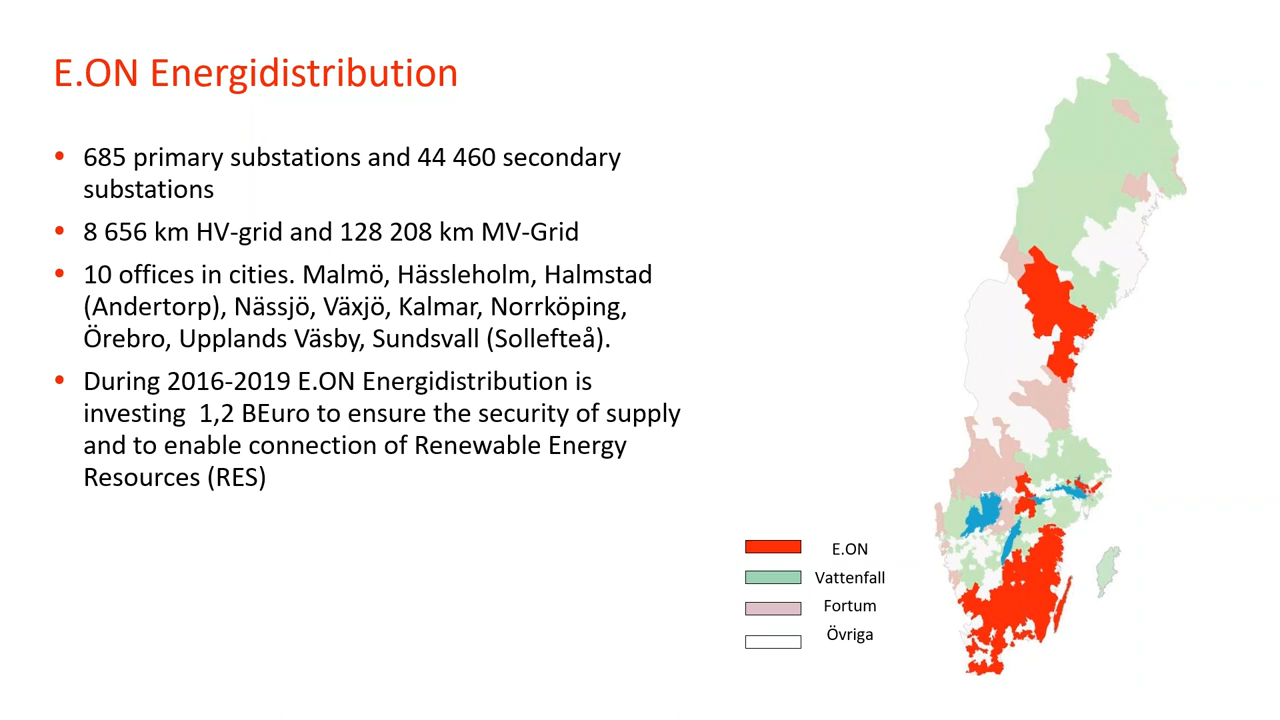 E.ON Energidistribution
• 685 primary substations and 44 460 secondary
substations
• 8 656 km HV-grid and 128 208 km MV-Grid
• 10 offices in cities. Malmö, Hässleholm, Halmstad
(Andertorp), Nässjö, Växjö, Kalmar, Norrköping,
Örebro, Upplands Väsby, Sundsvall (Sollefteå).
• During 2016-2019 E.ON Energidistribution is
investing  1,2 BEuro to ensure the security of supply
and to enable connection of Renewable Energy
Resources (RES)
E.ON
Vattenfall
Fortum
Övriga